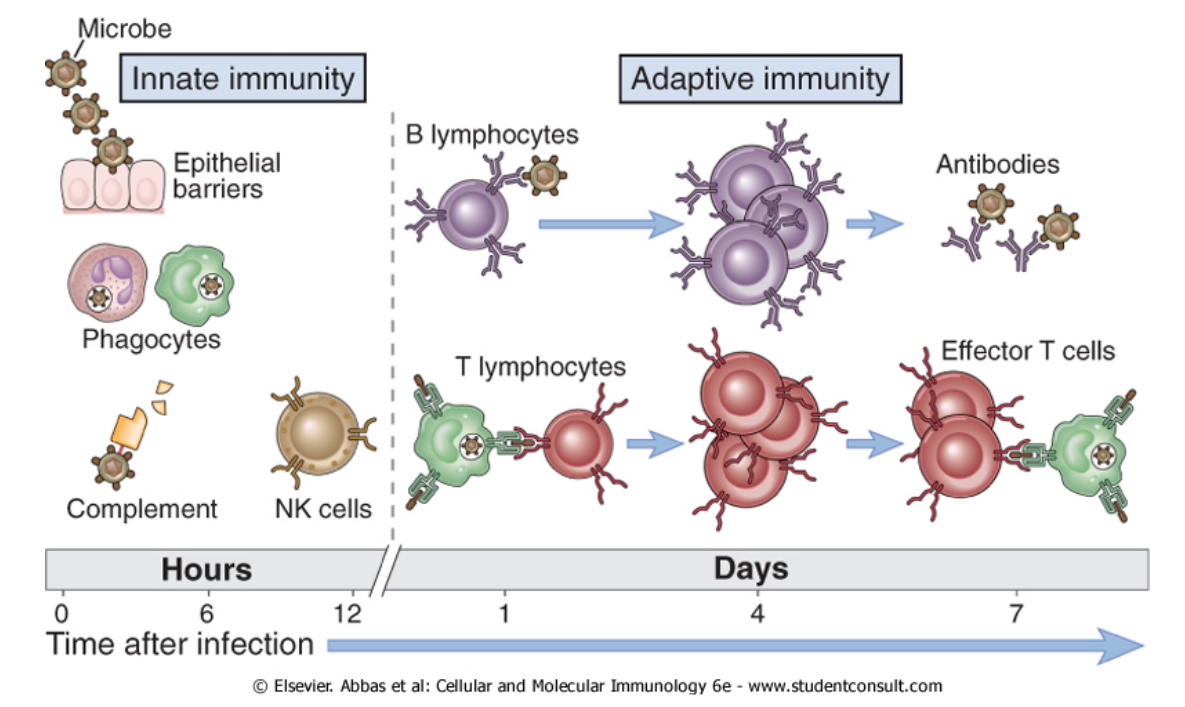 Microbe
Innate immunity
Adaptive immunity
Epithelial
barriers
B lymphocytes
Antibodies
Phagocytes
T lymphocytes
Effector T cells
Complement
NK cells
Hours
Days
0 6 12 1 4 7
Time after infection
© Elsevier. Abbas et al: Cellular and Molecular Immunology 6e - www.studentconsult.com